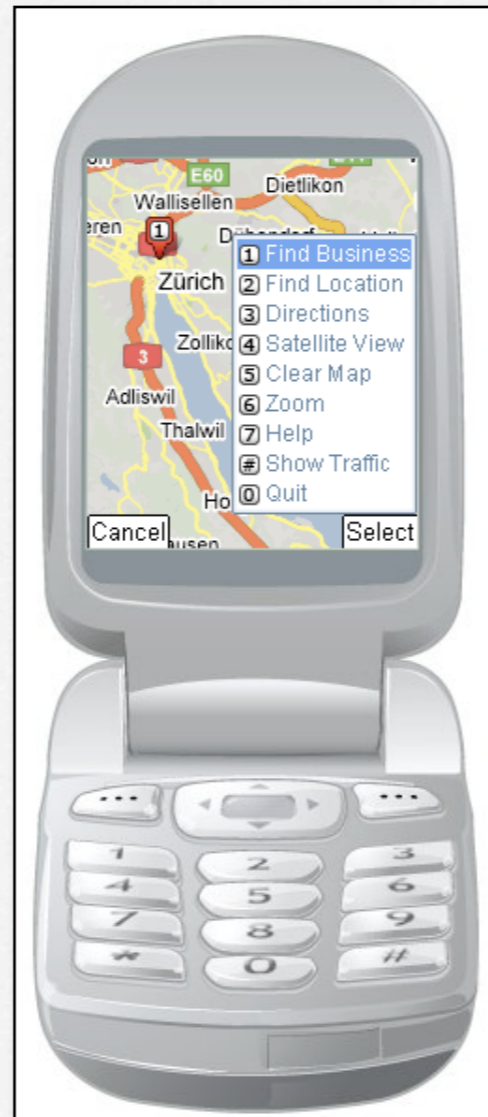 E60
Dietlikon
Wallisellen
eren
1
Zürich
3
Adliswil
Thalwil
1 Find Business
2 Find Location
3 Directions
4 Satellite View
5 Clear Map
6 Zoom
7 Help
# Show Traffic
0 Quit
Cancel
ausen
Select
...
...
1
2
3
4
5
6
7
8
9
*
0
#